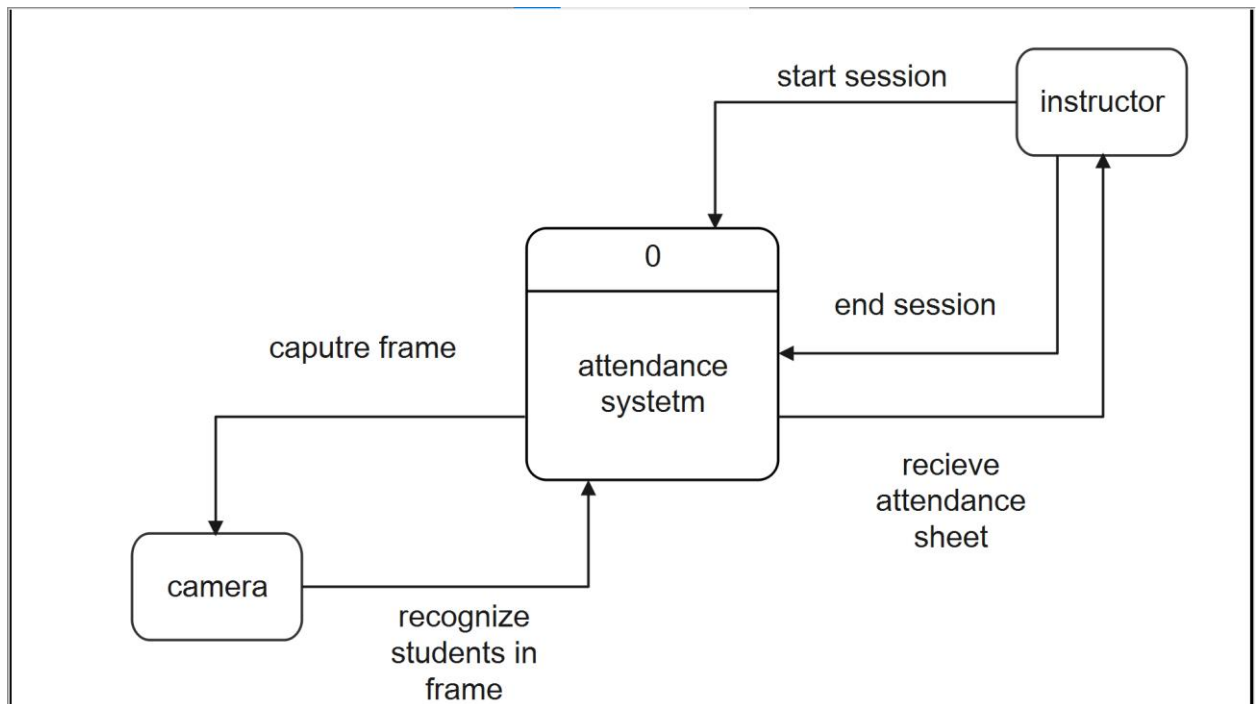 start session
instructor
0
end session
caputre frame
attendance
systetm
recieve
attendance
sheet
camera
recognize
students in
frame